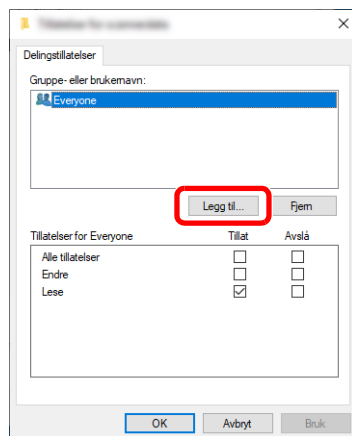 Delingstillatelser
Gruppe- eller brukernavn:
Everyone
Legg til...
Fjern
Tillatelser for Everyone Tillat Avslå
Alle tillatelser
Endre
Lese
OK Avbryt Bruk